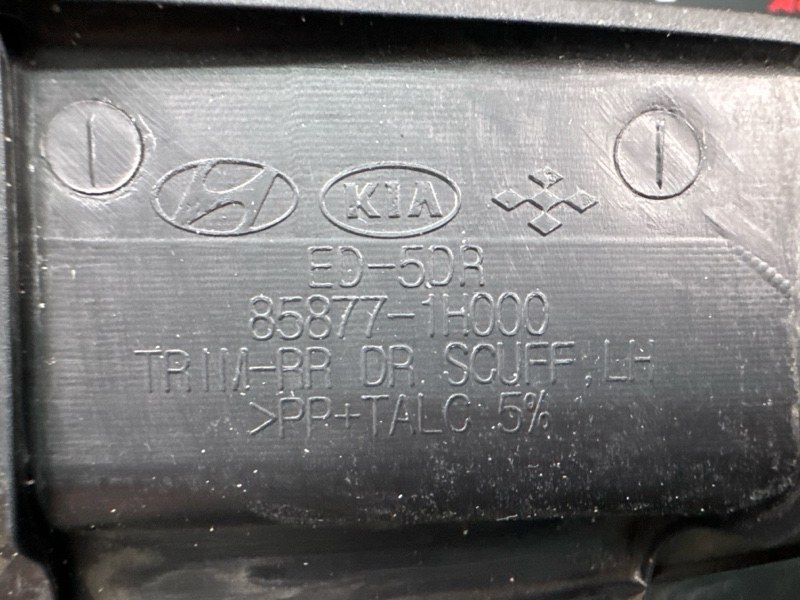 KIA
ED-5DR
85877-1H000
TRIM-RR DR SCUFF,LH
>PP+TALC 5%